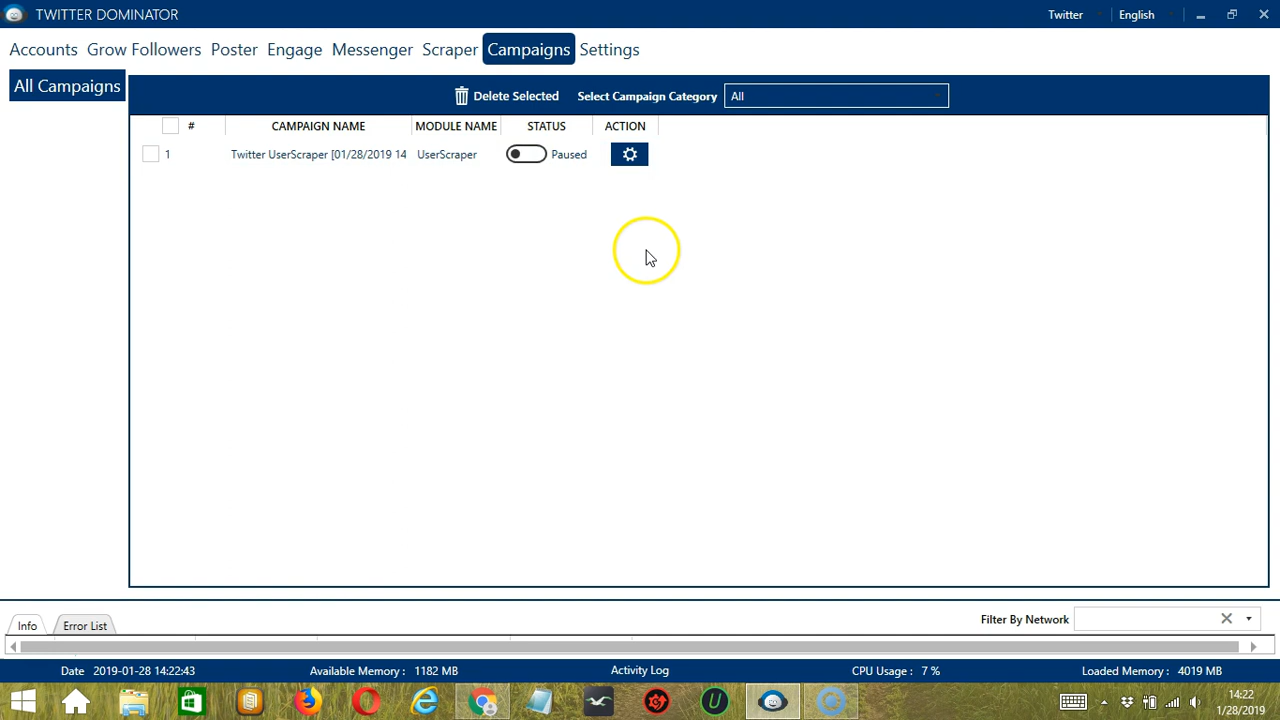 TWITTER DOMINATOR
Twitter English
Accounts Grow Followers Poster Engage Messenger Scraper Campaigns Settings
All Campaigns
Delete Selected Select Campaign Category All
# CAMPAIGN NAME MODULE NAME STATUS ACTION
1 Twitter UserScraper [01/28/2019 14 UserScraper Paused
Info Error List Filter By Network
Date 2019-01-28 14:22:43 Available Memory : 1182 MB Activity Log CPU Usage : 7 % Loaded Memory : 4019 MB
14:22
1/28/2019